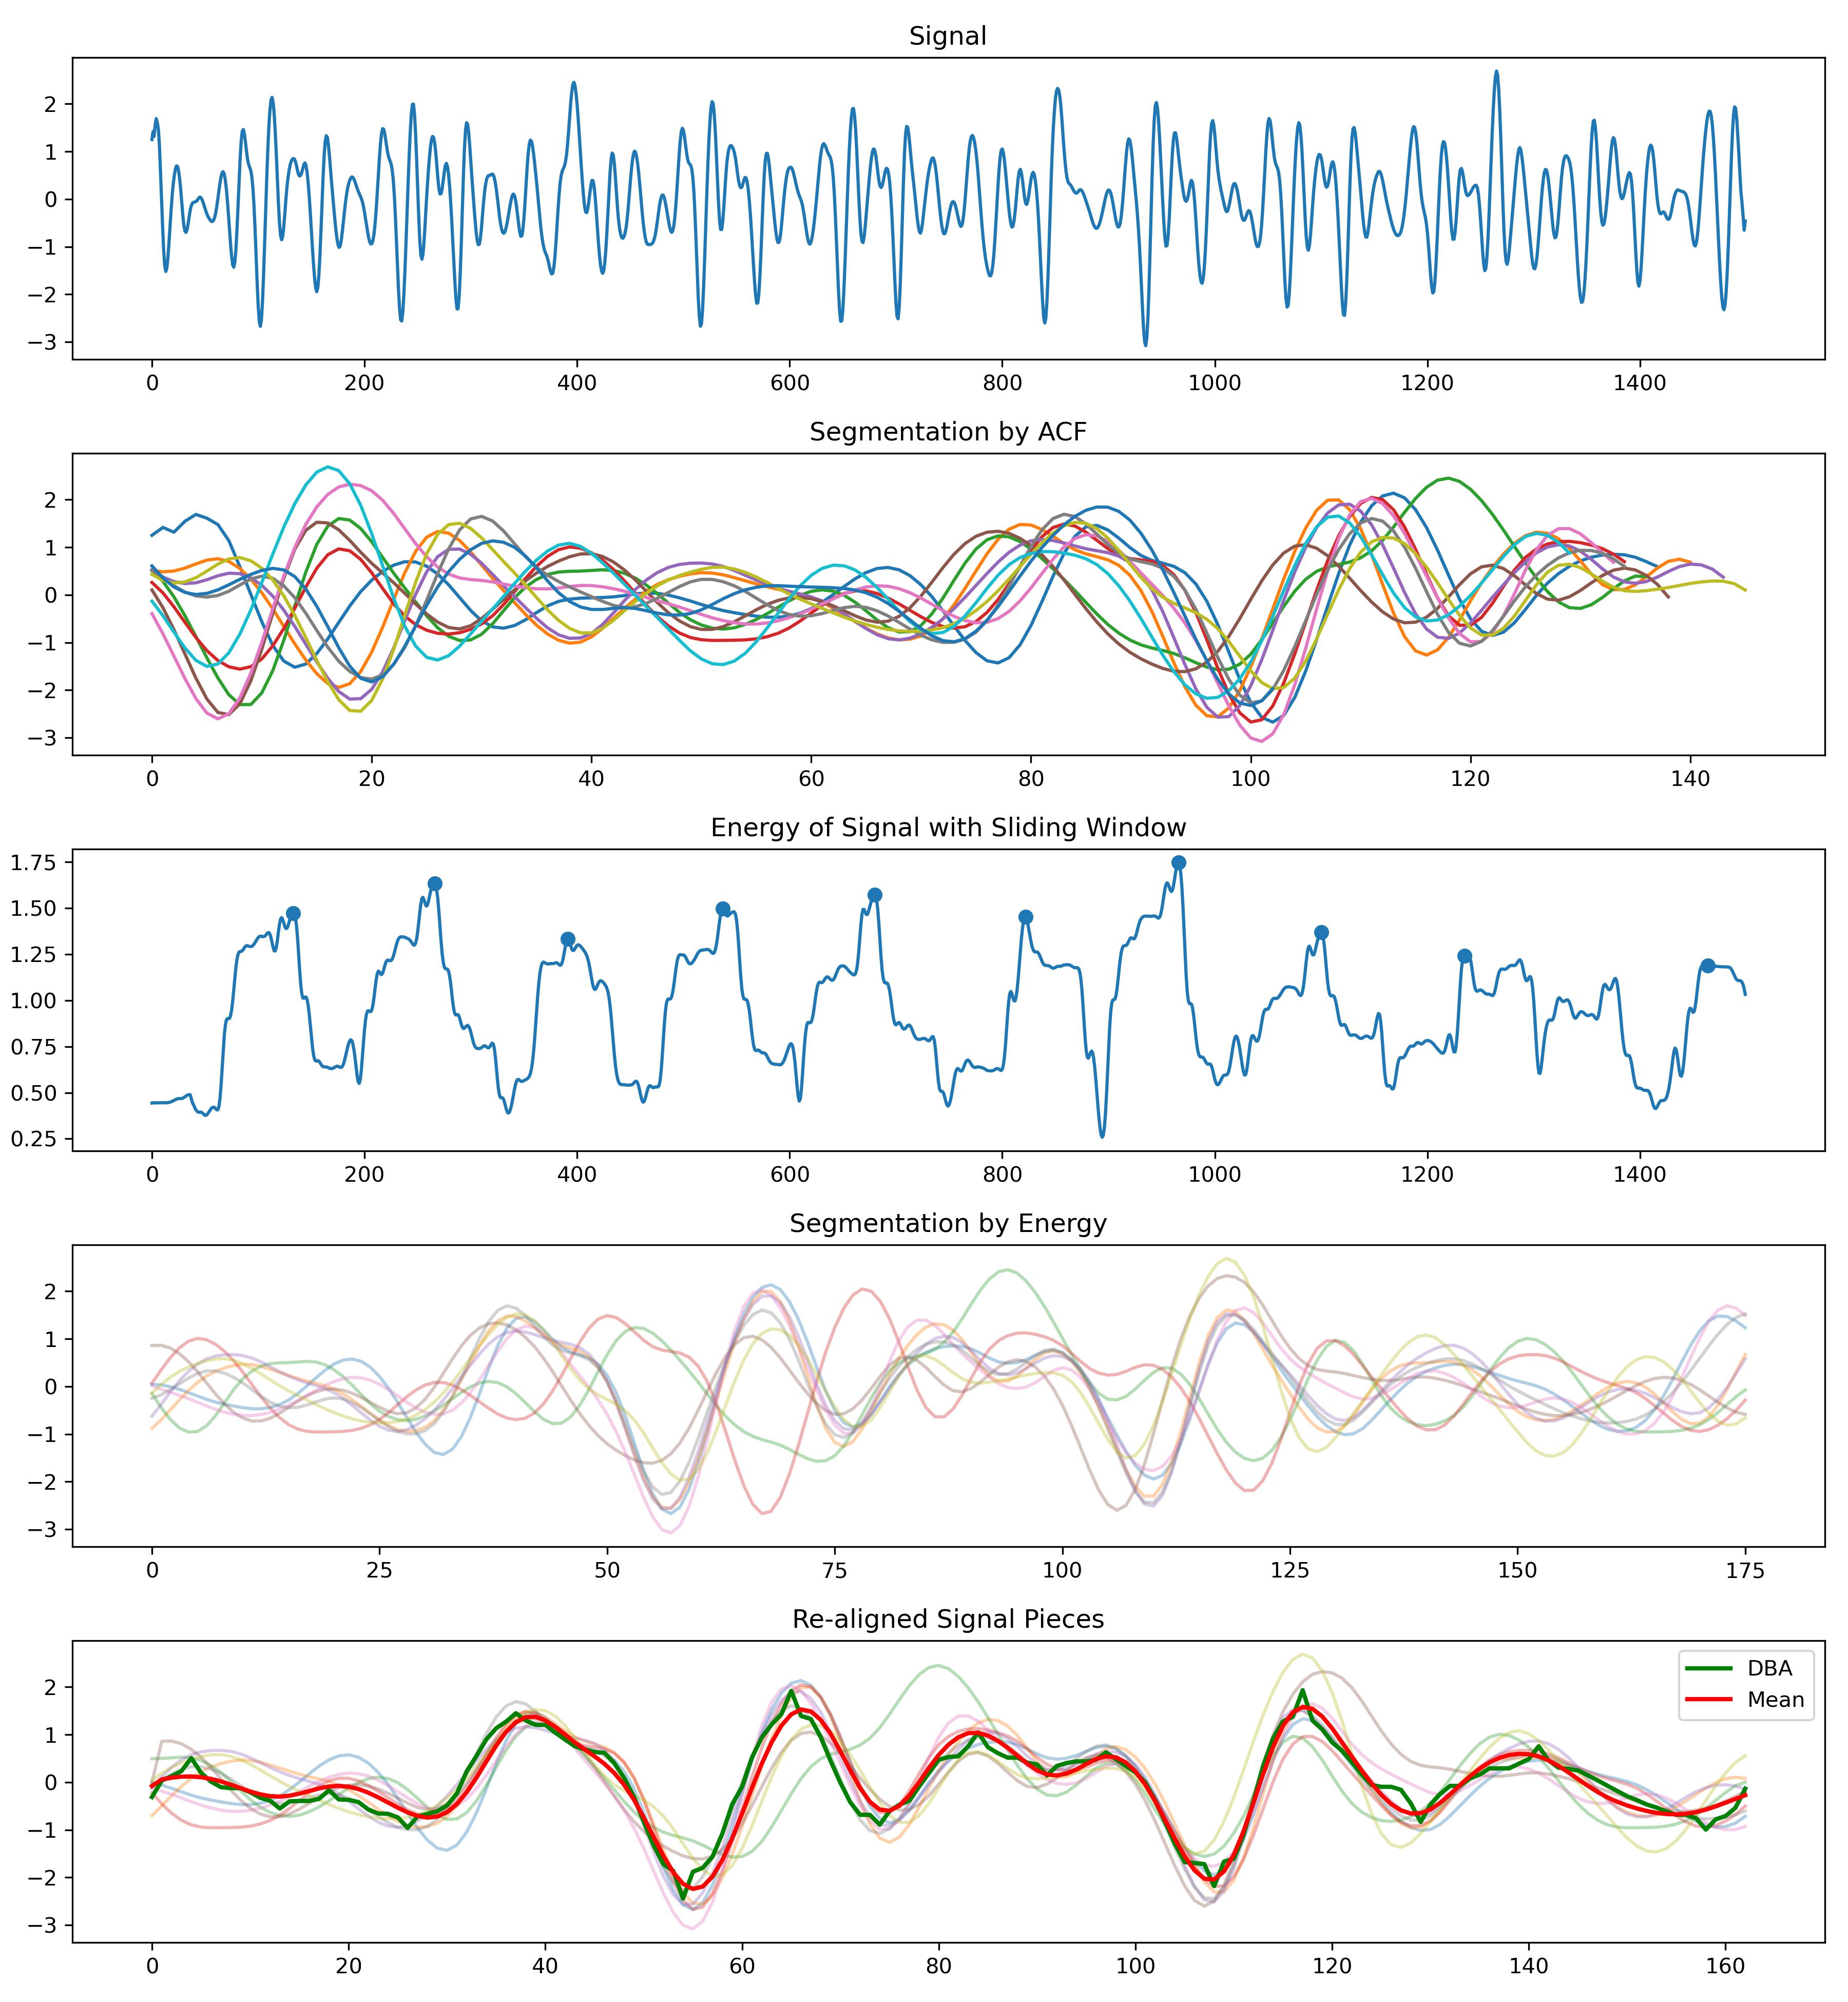 Signal
2
1
0
−1
−2
−3
0 200 400 600 800 1000 1200 1400
Segmentation by ACF
2
1
0
−1
−2
−3
0 20 40 60 80 100 120 140
Energy of Signal with Sliding Window
1.75
1.50
1.25
1.00
0.75
0.50
0.25
0 200 400 600 800 1000 1200 1400
Segmentation by Energy
2
1
0
−1
−2
−3
0 25 50 75 100 125 150 175
Re-aligned Signal Pieces
DBA
Mean
2
1
0
−1
−2
−3
0 20 40 60 80 100 120 140 160